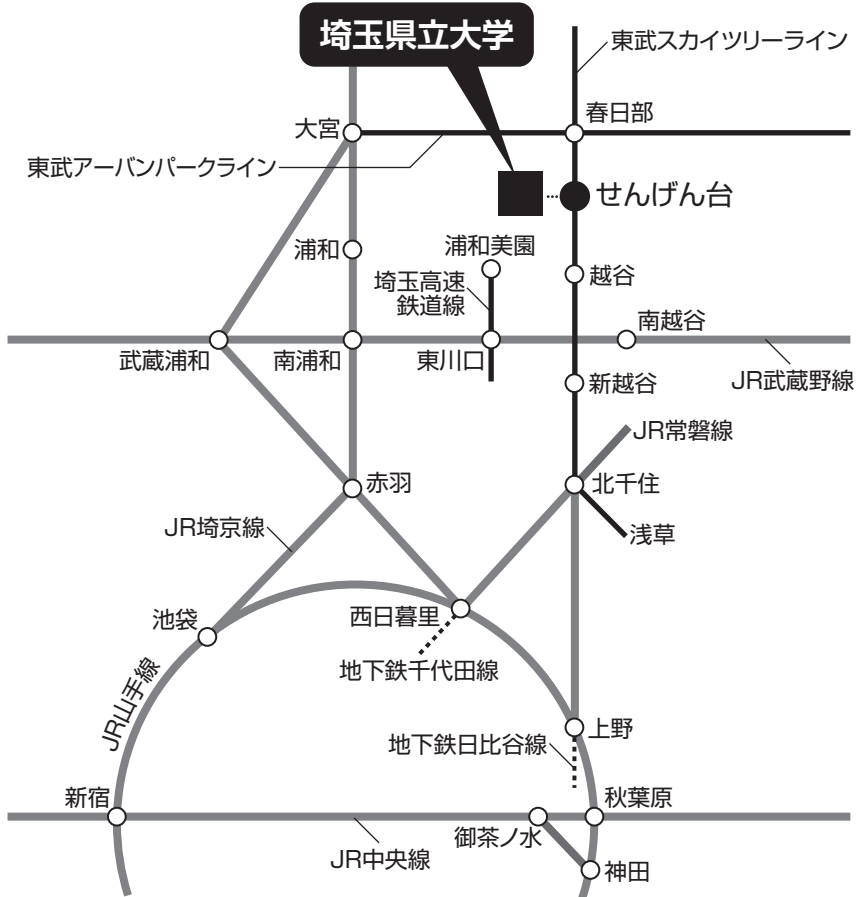 埼玉県立大学
東武スカイツリーライン
春日部
大宮
東武アーバンパークライン
せんげん台
浦和
浦和美園
越谷
埼玉高速
鉄道線
南越谷
武蔵浦和
南浦和
東川口
JR武蔵野線
新越谷
JR常磐線
赤羽
北千住
JR埼京線
浅草
池袋
西日暮里
地下鉄千代田線
JR山手線
上野
地下鉄日比谷線
新宿
秋葉原
御茶ノ水
JR中央線
神田